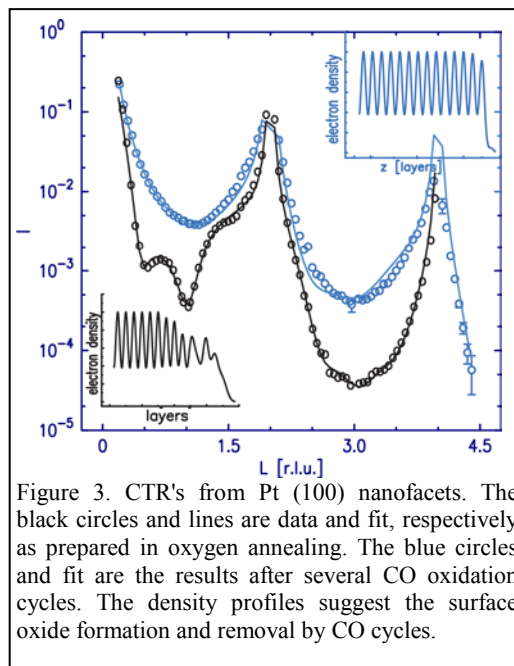 1
10⁻¹
10⁻²
10⁻³
10⁻⁴
10⁻⁵
I
electron density
z [layers]
electron density
layers
0
1.5
3.0
4.5
L [r.l.u.]
Figure 3. CTR's from Pt (100) nanofacets. The
black circles and lines are data and fit, respectively
as prepared in oxygen annealing. The blue circles
and fit are the results after several CO oxidation
cycles. The density profiles suggest the surface
oxide formation and removal by CO cycles.